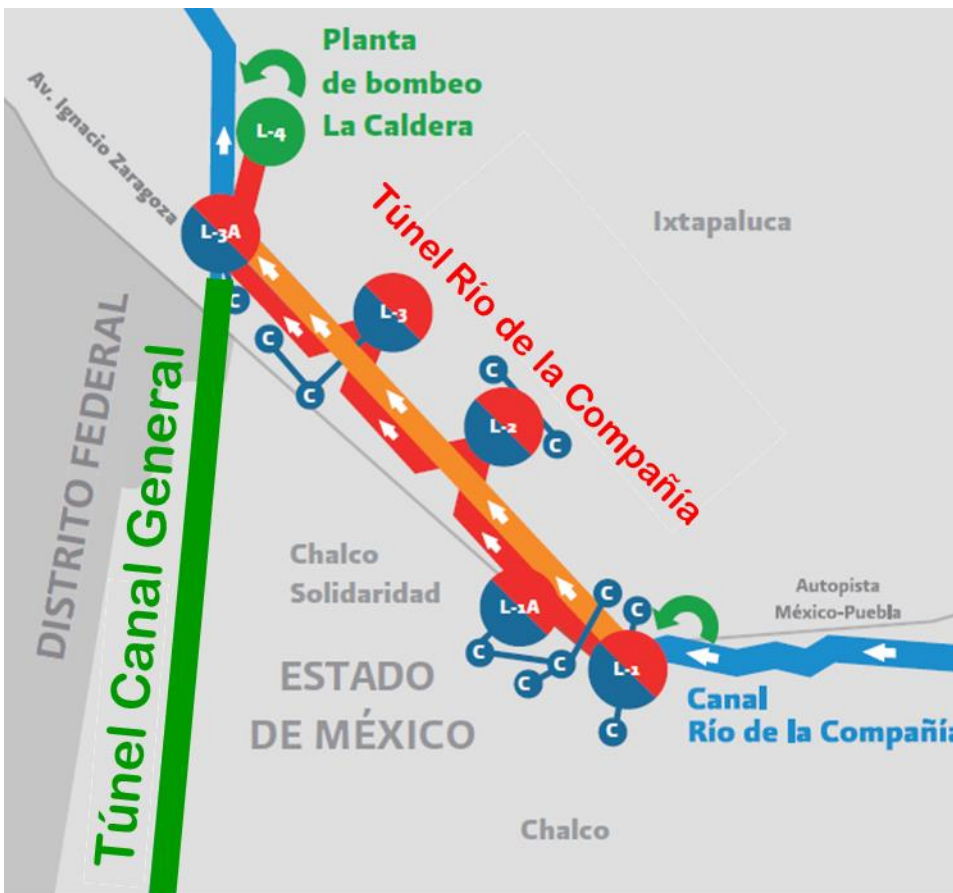 Planta
de bombeo
La Caldera
L-4
Av. Ignacio Zaragoza
L-3A
Ixtapaluca
Túnel Río de la Compañía
C
L-3
C
C
C
L-2
C
DISTRITO FEDERAL
Túnel Canal General
Chalco
Solidaridad
Autopista
México-Puebla
C
C
L-1A
C
C
C
L-1
C
ESTADO
DE MÉXICO
Canal
Río de la Compañía
Chalco